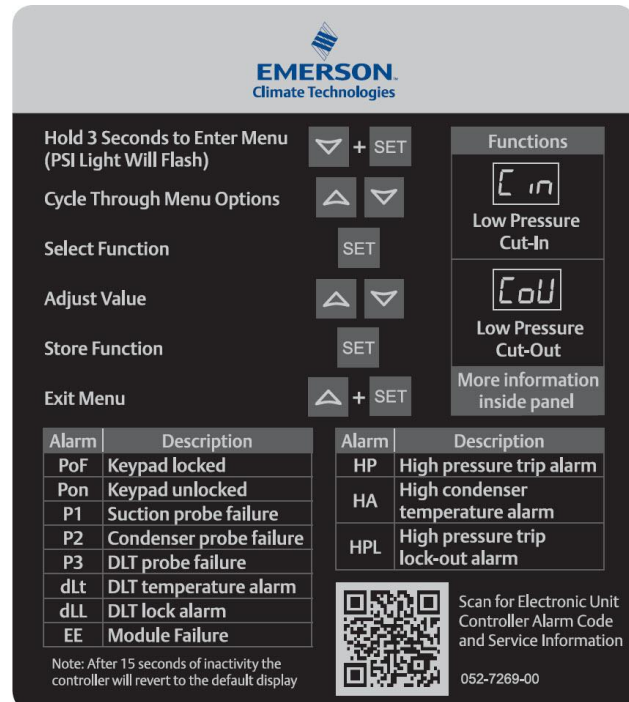 EMERSON.
Climate Technologies
Hold 3 Seconds to Enter Menu
(PSI Light Will Flash)
+ SET
Cycle Through Menu Options
Select Function
SET
Adjust Value
Store Function
SET
Exit Menu
+ SET
Functions
C in
Low Pressure
Cut-In
CoU
Low Pressure
Cut-Out
More information
inside panel
Alarm Description
PoF Keypad locked
Pon Keypad unlocked
P1 Suction probe failure
P2 Condenser probe failure
P3 DLT probe failure
dLt DLT temperature alarm
dLL DLT lock alarm
EE Module Failure
Note: After 15 seconds of inactivity the
controller will revert to the default display
Alarm Description
HP High pressure trip alarm
HA High condenser
temperature alarm
HPL High pressure trip
lock-out alarm
Scan for Electronic Unit
Controller Alarm Code
and Service Information
052-7269-00